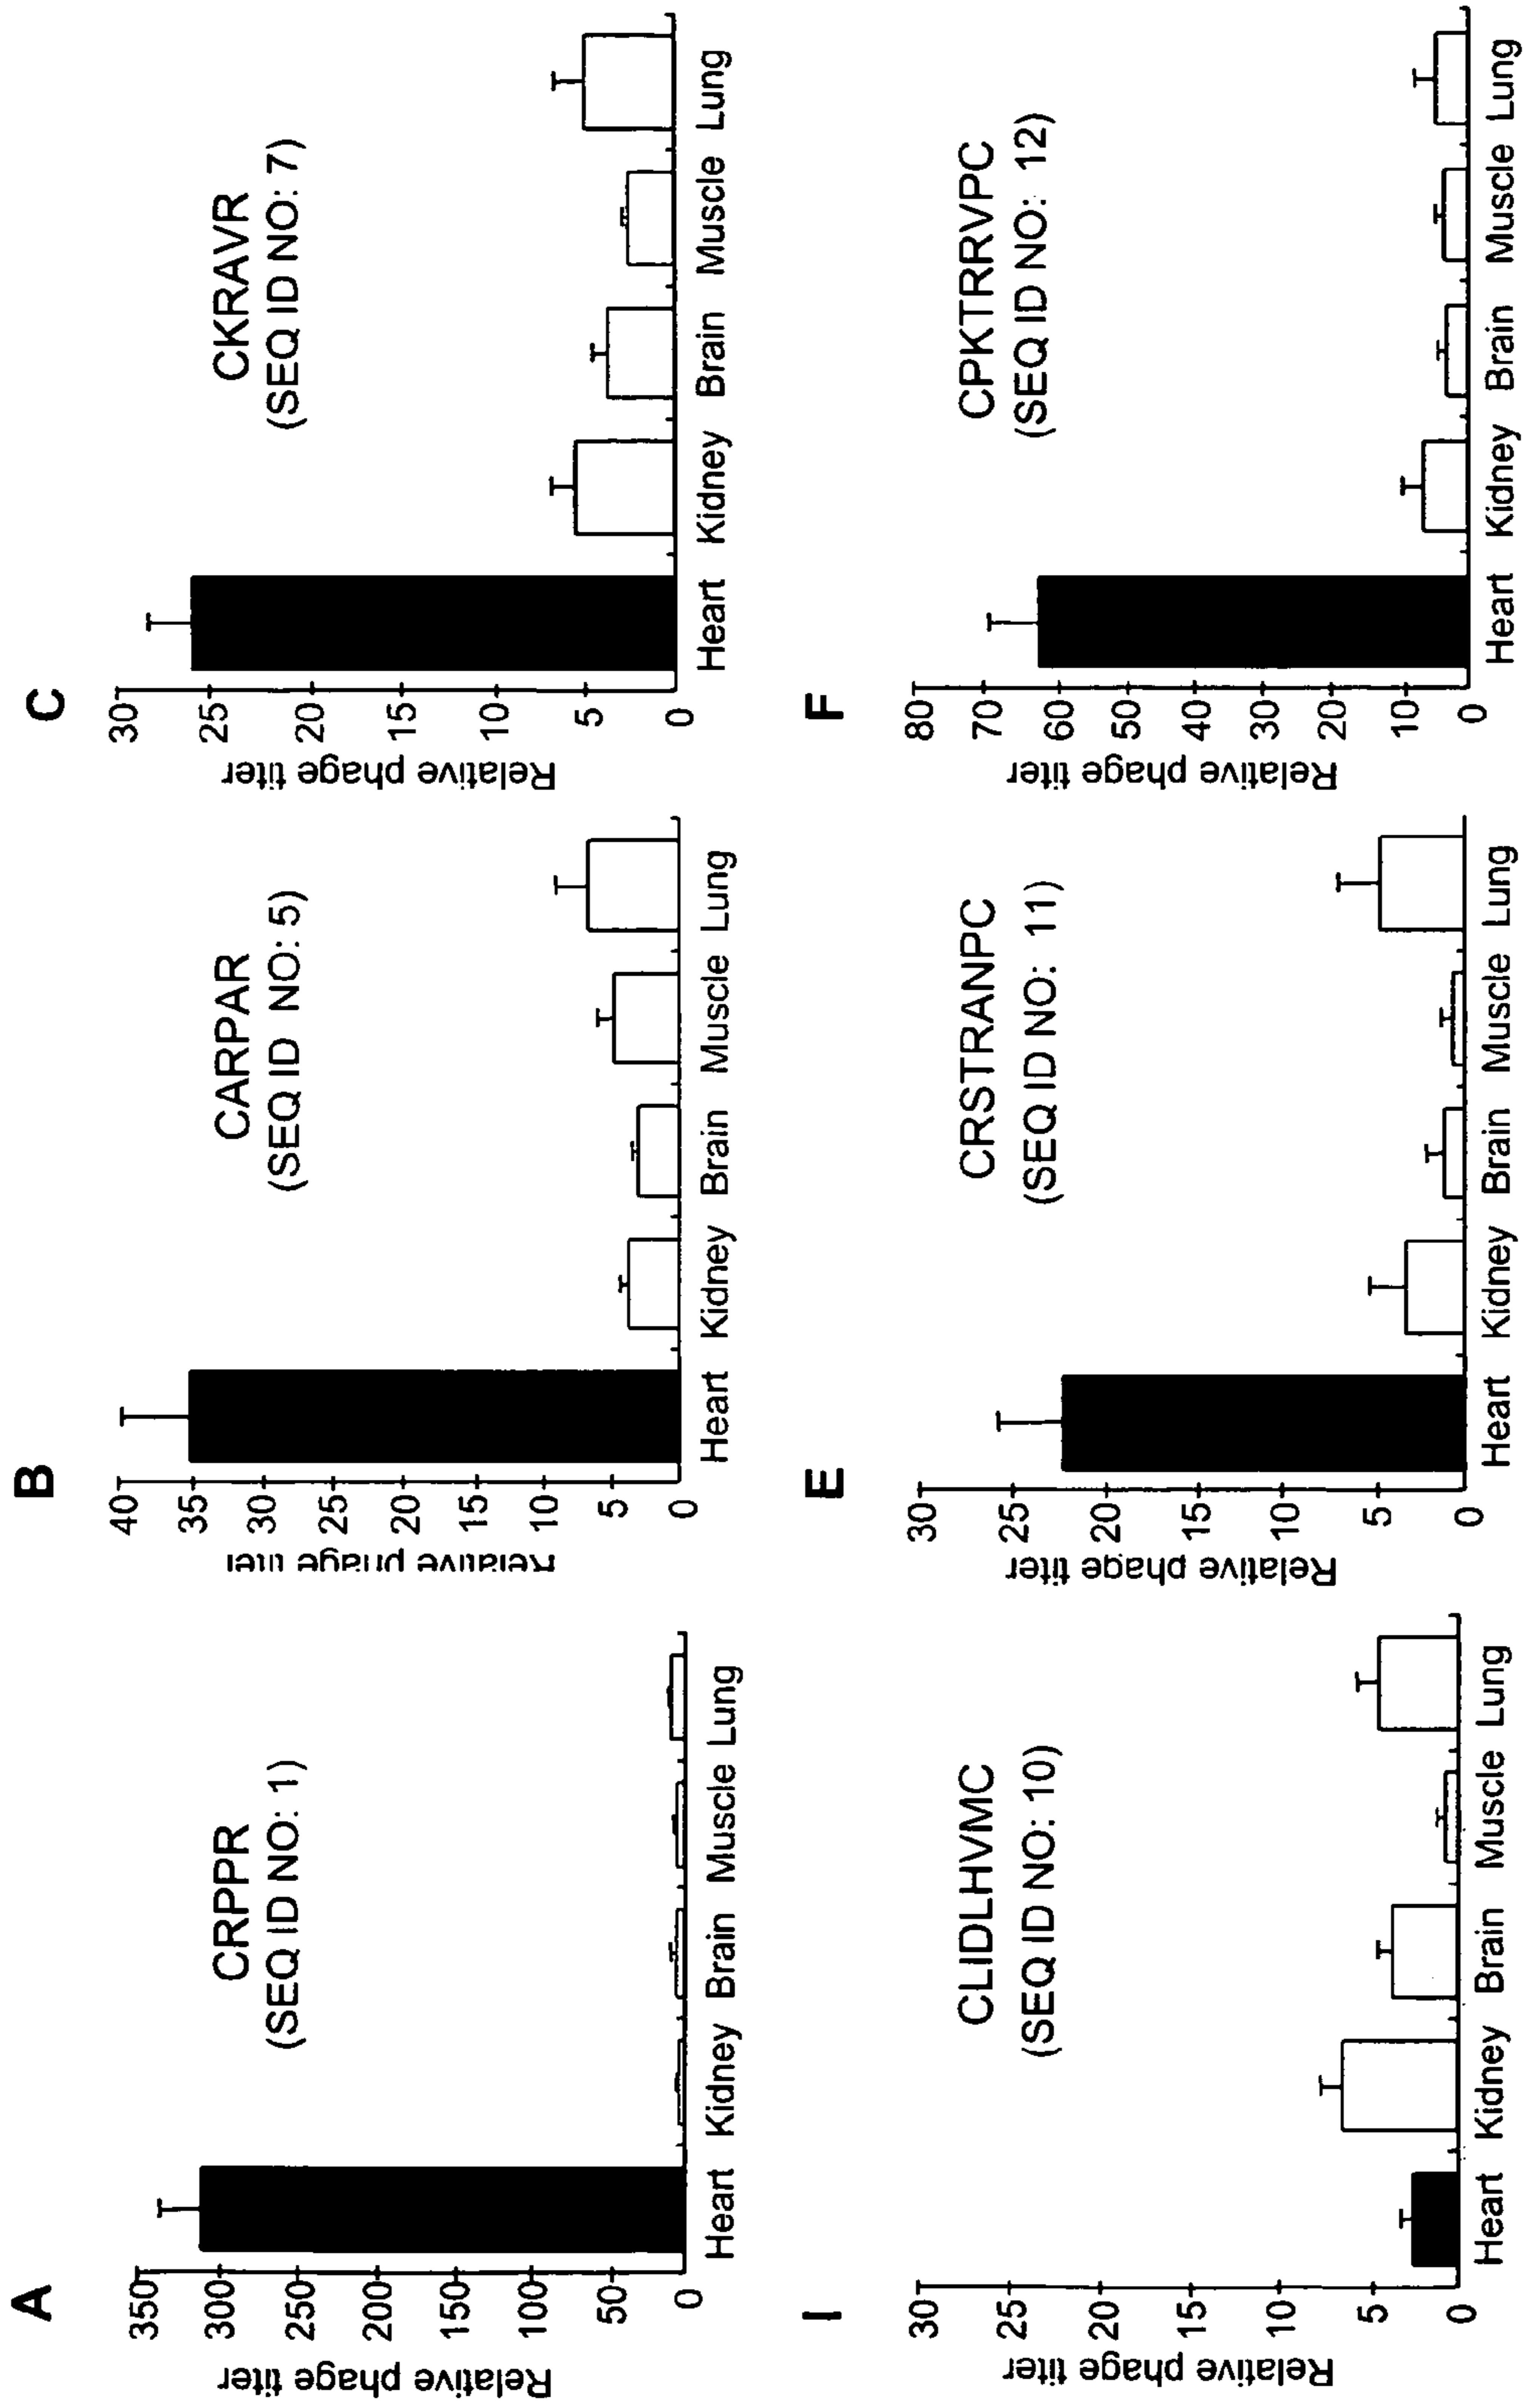 A
Relative phage titer
350
300
250
200
150
100
50
0
CRPPR
(SEQ ID NO: 1)
Heart Kidney Brain Muscle Lung
B
Relative phage titer
40
35
30
25
20
15
10
5
0
CARPAR
(SEQ ID NO: 5)
Heart Kidney Brain Muscle Lung
C
Relative phage titer
30
25
20
15
10
5
0
CKRAVR
(SEQ ID NO: 7)
Heart Kidney Brain Muscle Lung
I
Relative phage titer
30
25
20
15
10
5
0
CLIDLHVMC
(SEQ ID NO: 10)
Heart Kidney Brain Muscle Lung
E
Relative phage titer
30
25
20
15
10
5
0
CRSTRANPC
(SEQ ID NO: 11)
Heart Kidney Brain Muscle Lung
F
Relative phage titer
80
70
60
50
40
30
20
10
0
CPKTRRVPC
(SEQ ID NO: 12)
Heart Kidney Brain Muscle Lung